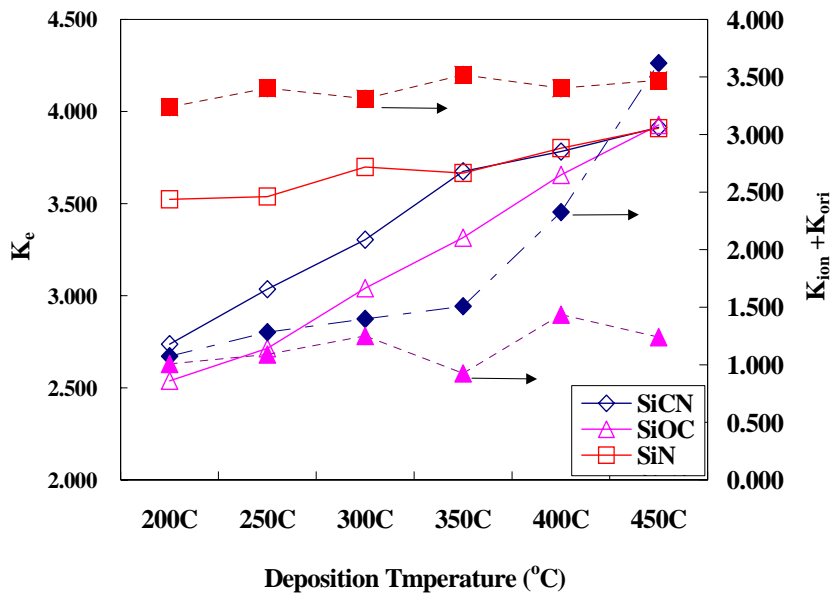 4.500
4.000
3.500
3.000
2.500
2.000
K_e
4.000
3.500
3.000
2.500
2.000
1.500
1.000
0.500
0.000
K_ion +K_ori
SiCN
SiOC
SiN
200C 250C 300C 350C 400C 450C
Deposition Tmperature (°C)